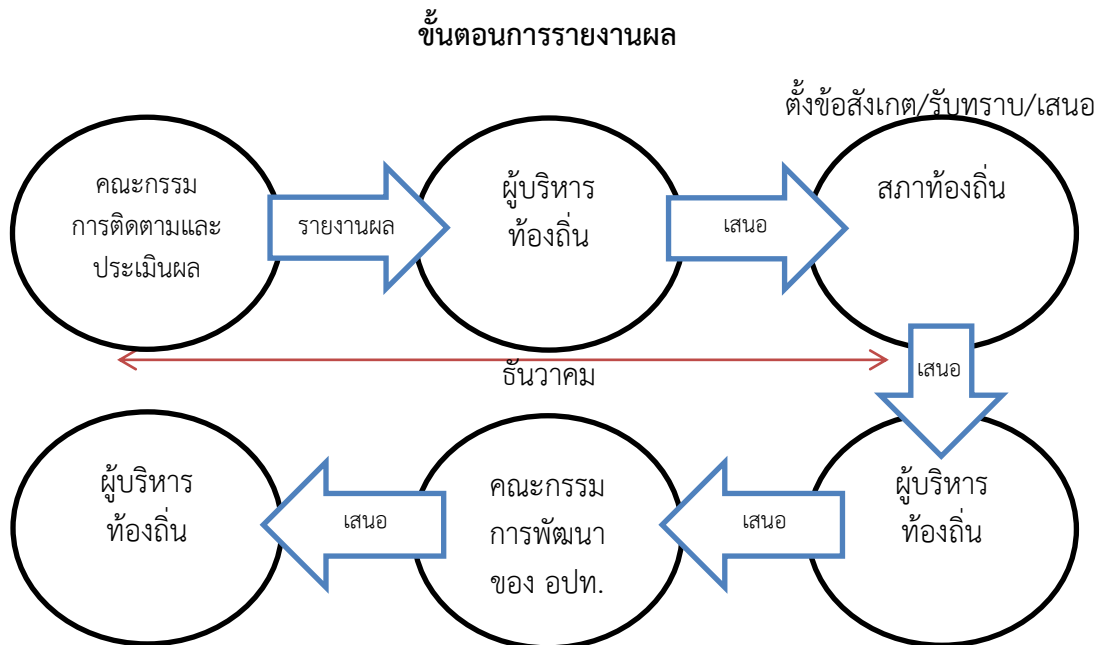 ขั้นตอนการรายงานผล
ตั้งข้อสังเกต/รับทราบ/เสนอ
คณะกรรม
การติดตามและ
ประเมินผล
รายงานผล
ผู้บริหาร
ท้องถิ่น
เสนอ
สภาท้องถิ่น
ธันวาคม
เสนอ
ผู้บริหาร
ท้องถิ่น
เสนอ
คณะกรรม
การพัฒนา
ของ อปท.
เสนอ
ผู้บริหาร
ท้องถิ่น